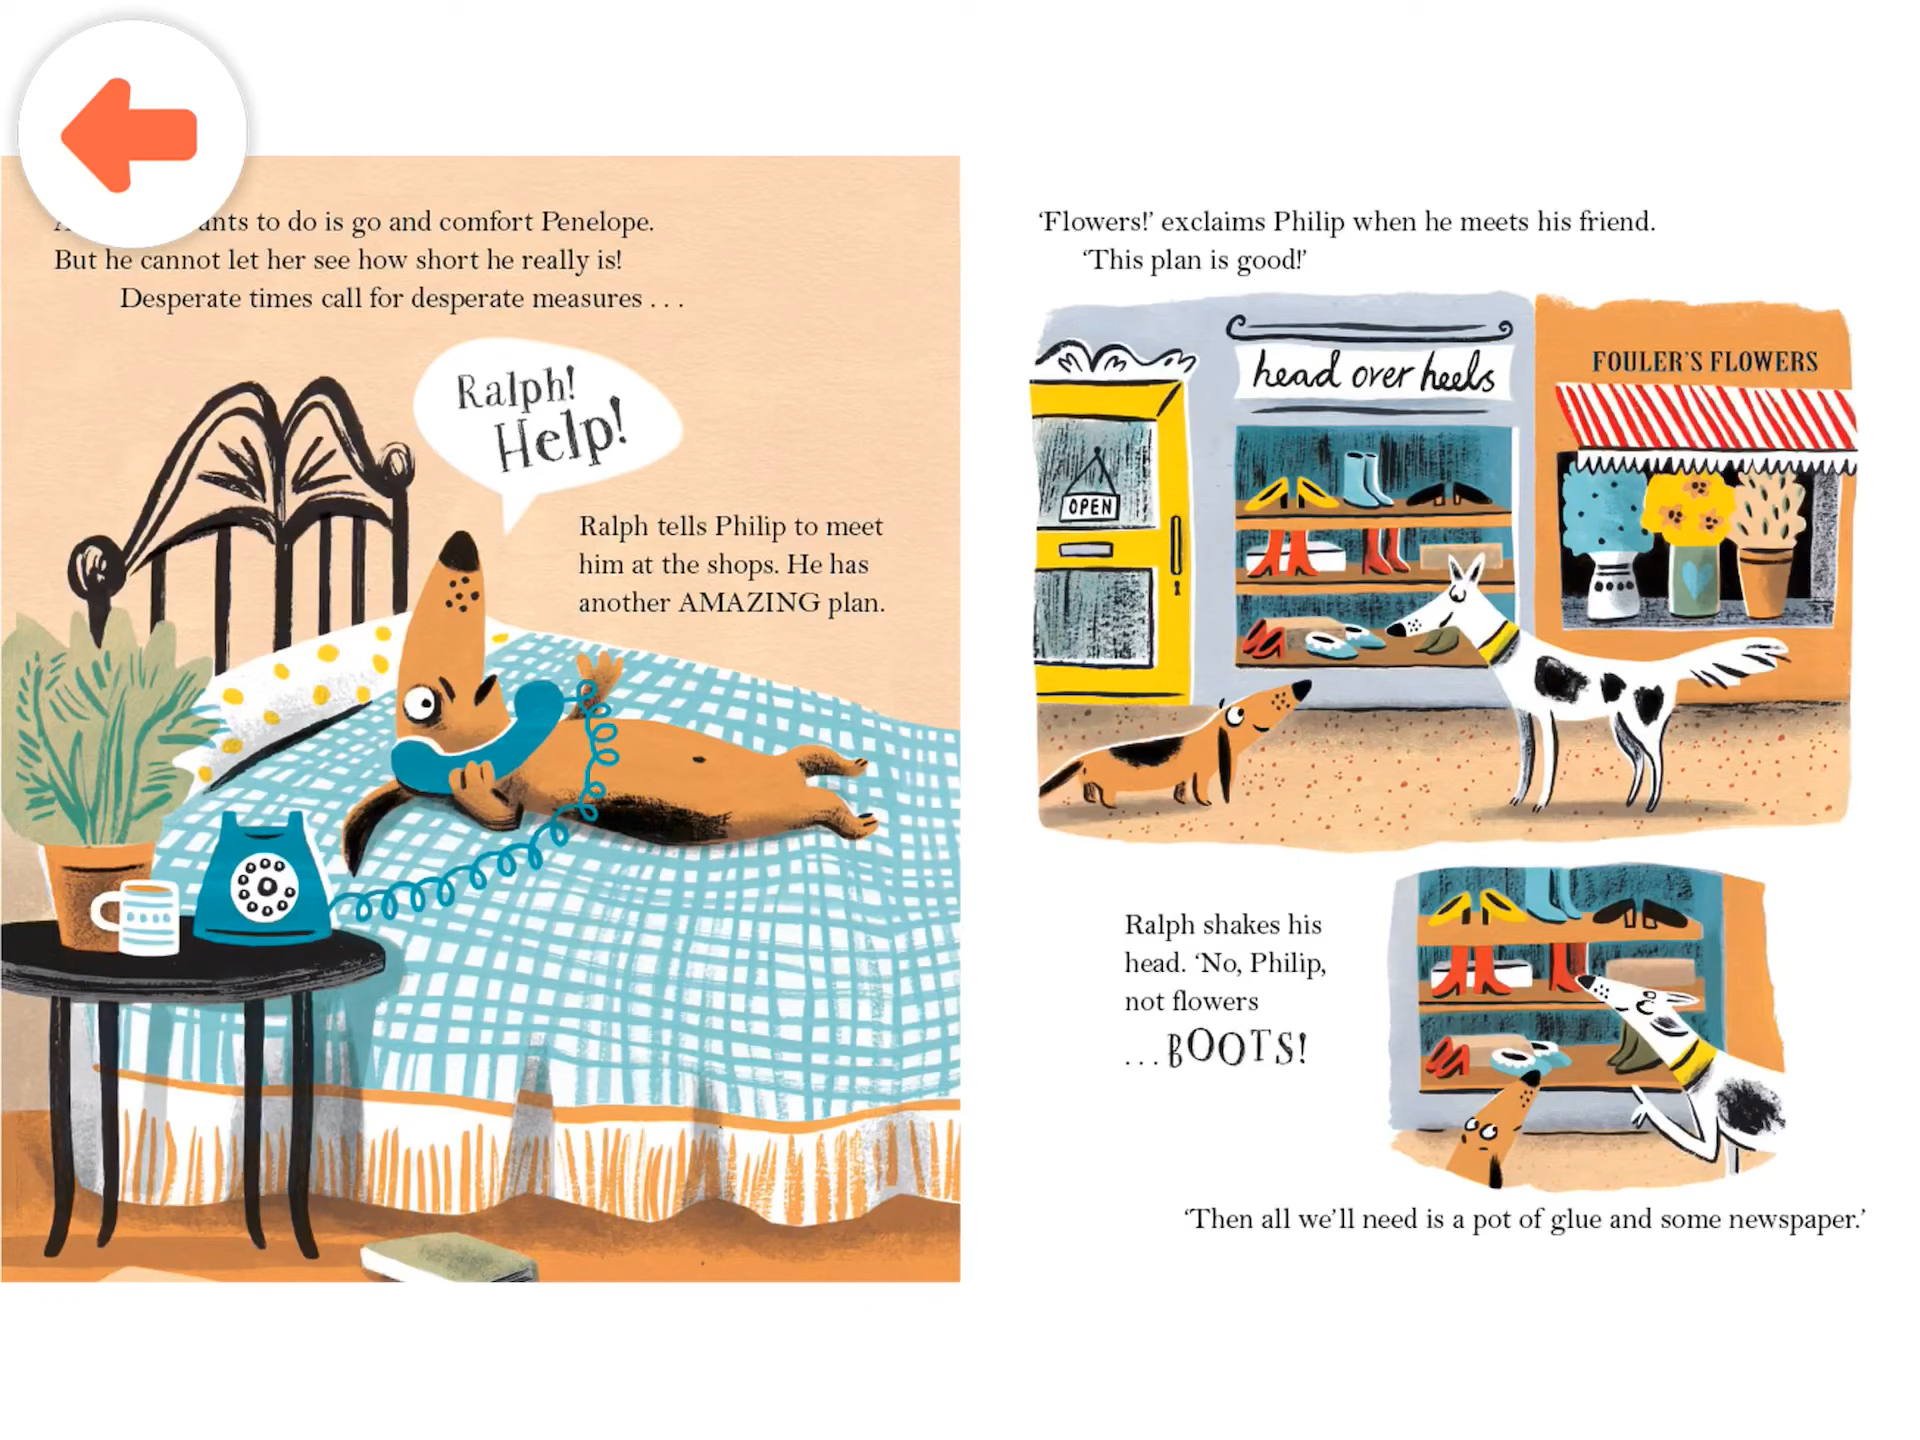 to do is go and comfort Penelope.
But he cannot let her see how short he really is!
Desperate times call for desperate measures . . .
Ralph!
Help!
Ralph tells Philip to meet
him at the shops. He has
another AMAZING plan.
‘Flowers!’ exclaims Philip when he meets his friend.
‘This plan is good!’
head over heels
FOULER’S FLOWERS
OPEN
Ralph shakes his
head. ‘No, Philip,
not flowers
. . . BOOTS!
‘Then all we’ll need is a pot of glue and some newspaper.’